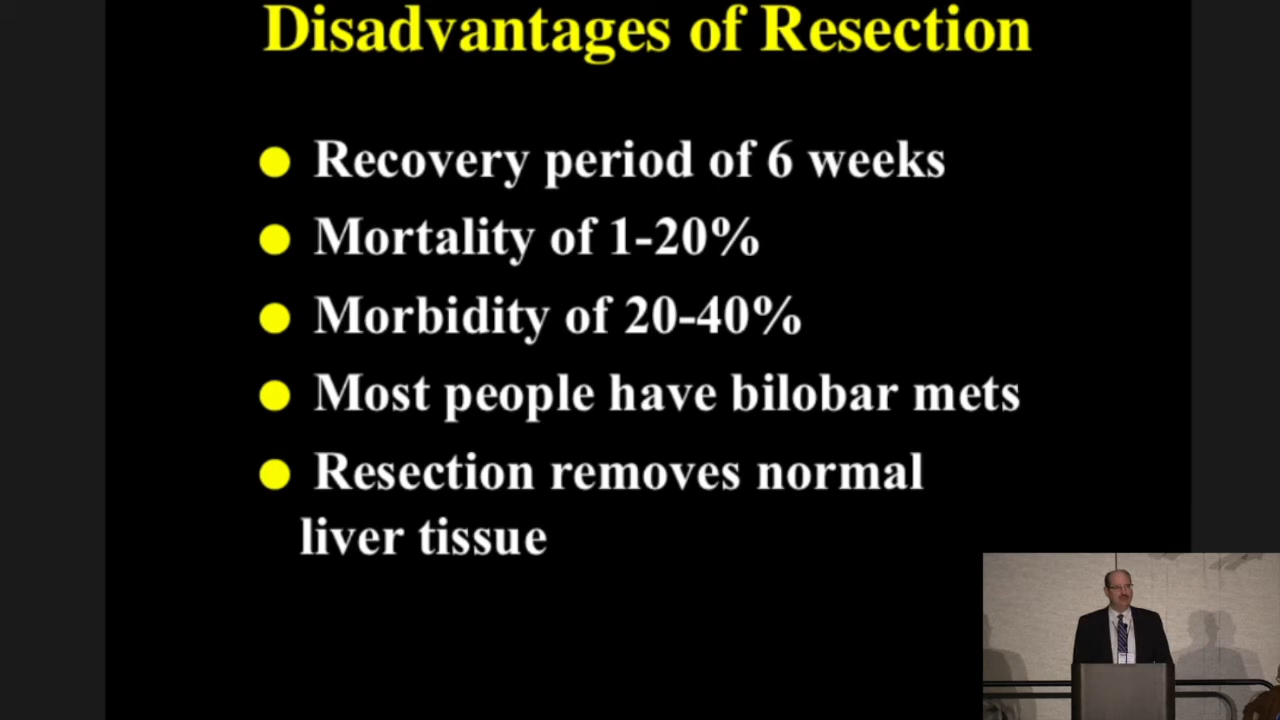 Disadvantages of Resection
Recovery period of 6 weeks
Mortality of 1-20%
Morbidity of 20-40%
Most people have bilobar mets
Resection removes normal
liver tissue